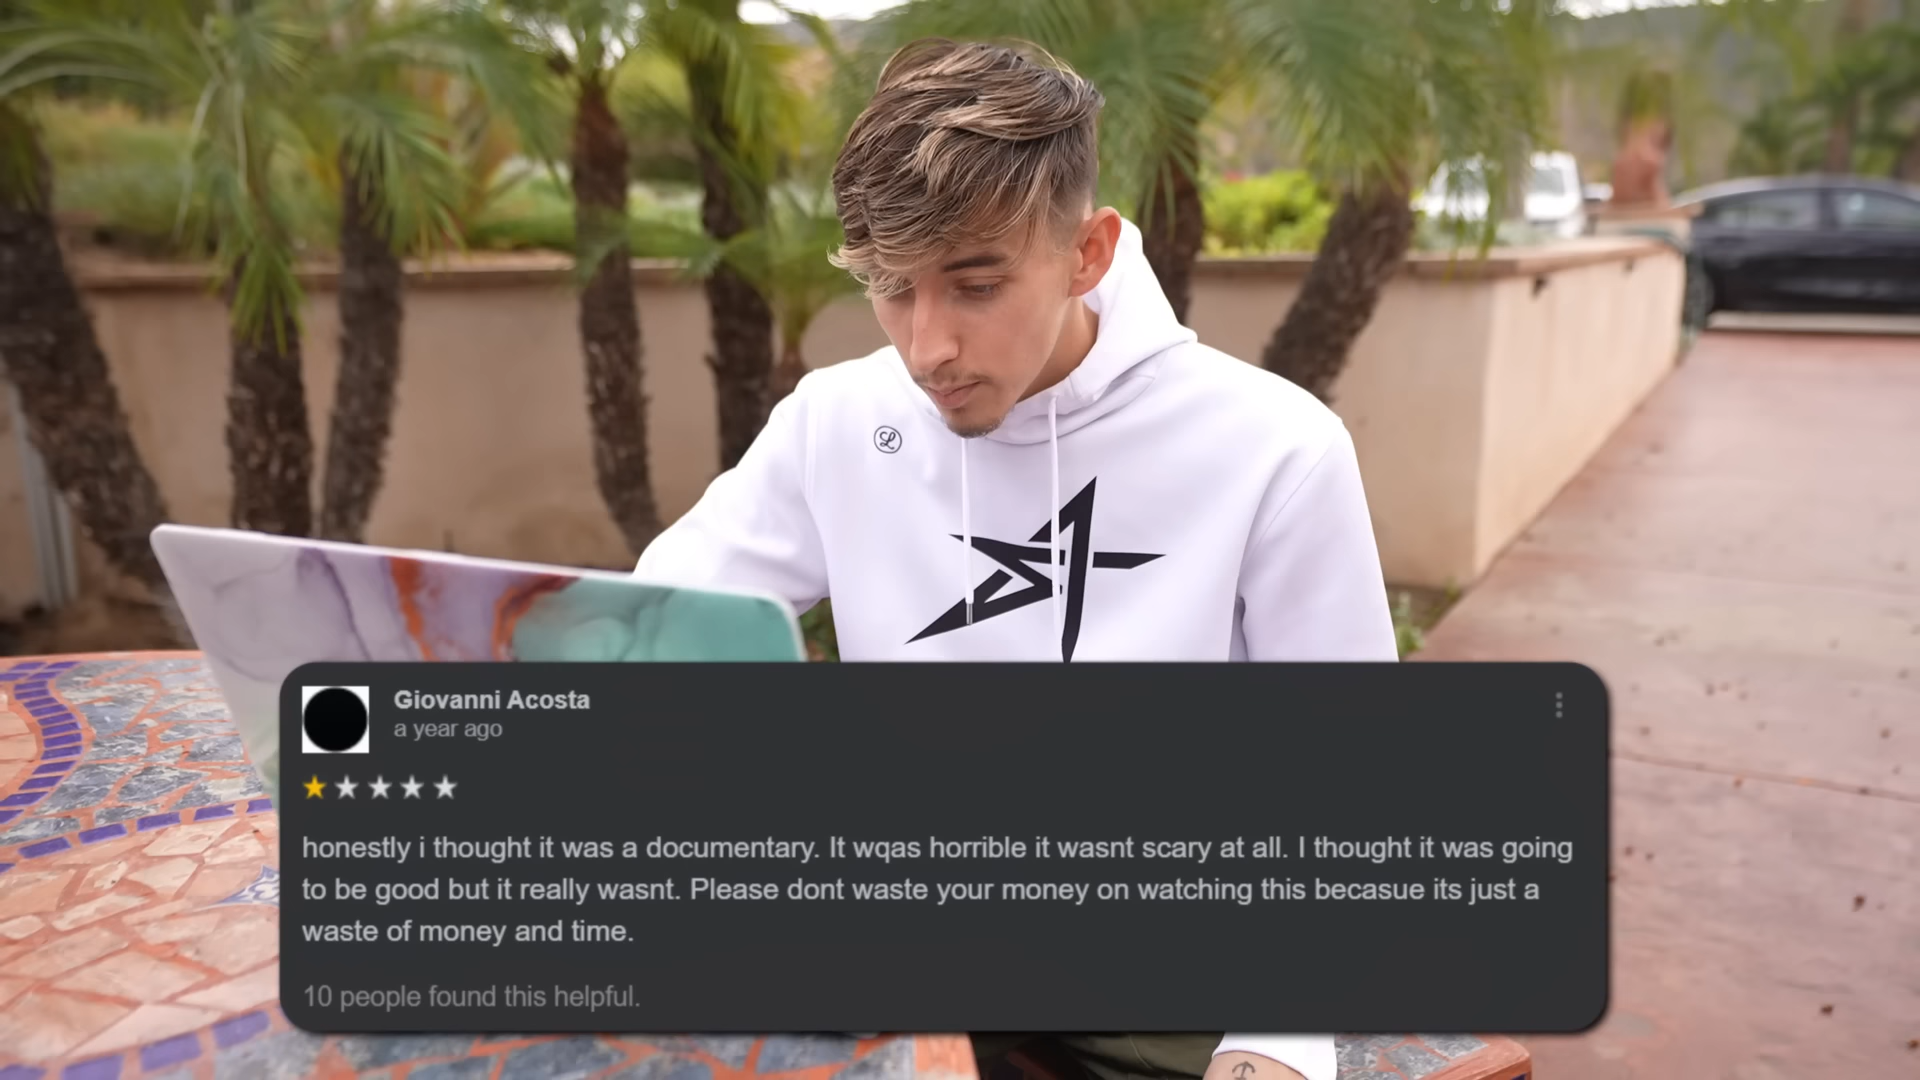 Giovanni Acosta
a year ago
honestly i thought it was a documentary. It wqas horrible it wasnt scary at all. I thought it was going
to be good but it really wasnt. Please dont waste your money on watching this becasue its just a
waste of money and time.
10 people found this helpful.